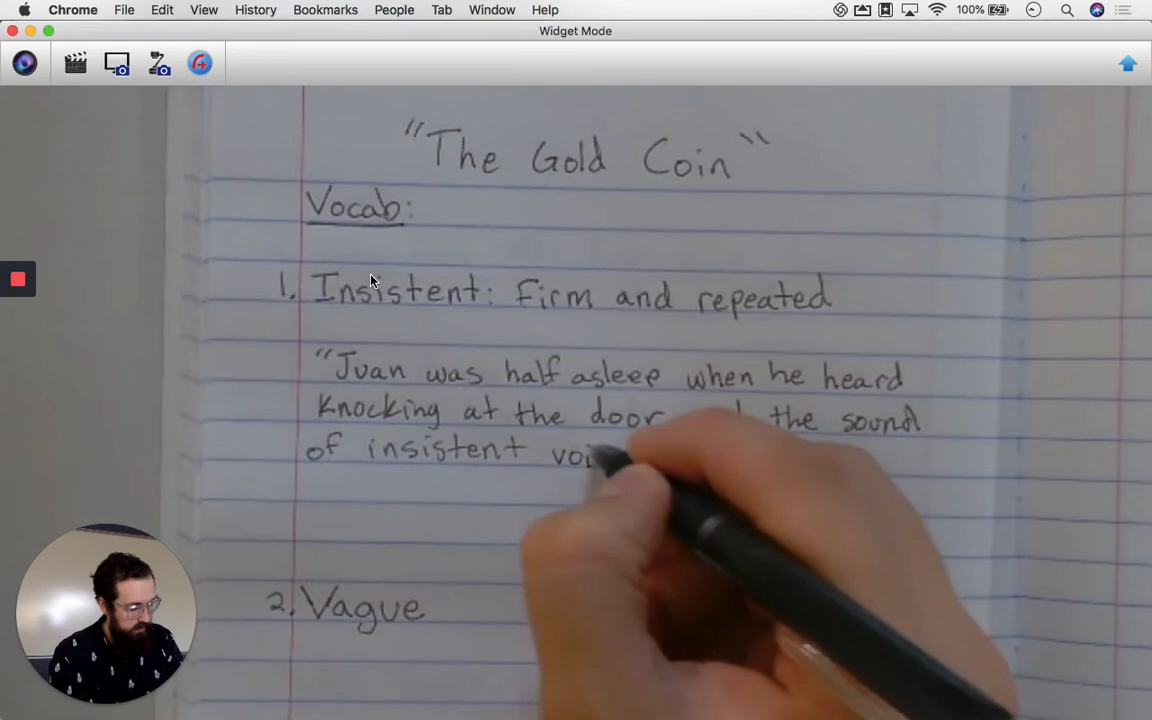 Chrome File Edit View History Bookmarks People Tab Window Help 100%
Widget Mode
"The Gold Coin"
Vocab:
1. Insistent: Firm and repeated
"Juan was half asleep when he heard
knocking at the door the sound
of insistent voi
2. Vague